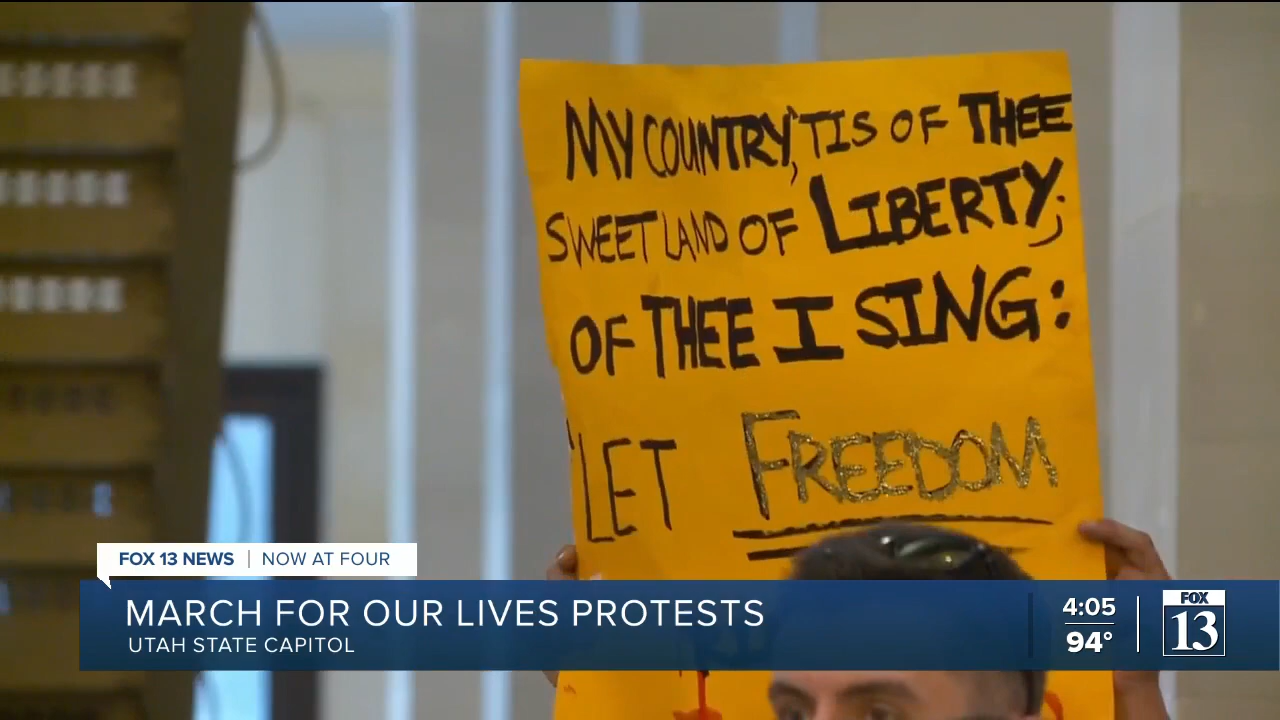 MY COUNTRY, 'TIS OF THEE
SWEET LAND OF LIBERTY;
OF THEE I SING:
'LET FREEDOM
FOX 13 NEWS | NOW AT FOUR
MARCH FOR OUR LIVES PROTESTS
UTAH STATE CAPITOL
4:05
94°
FOX
13